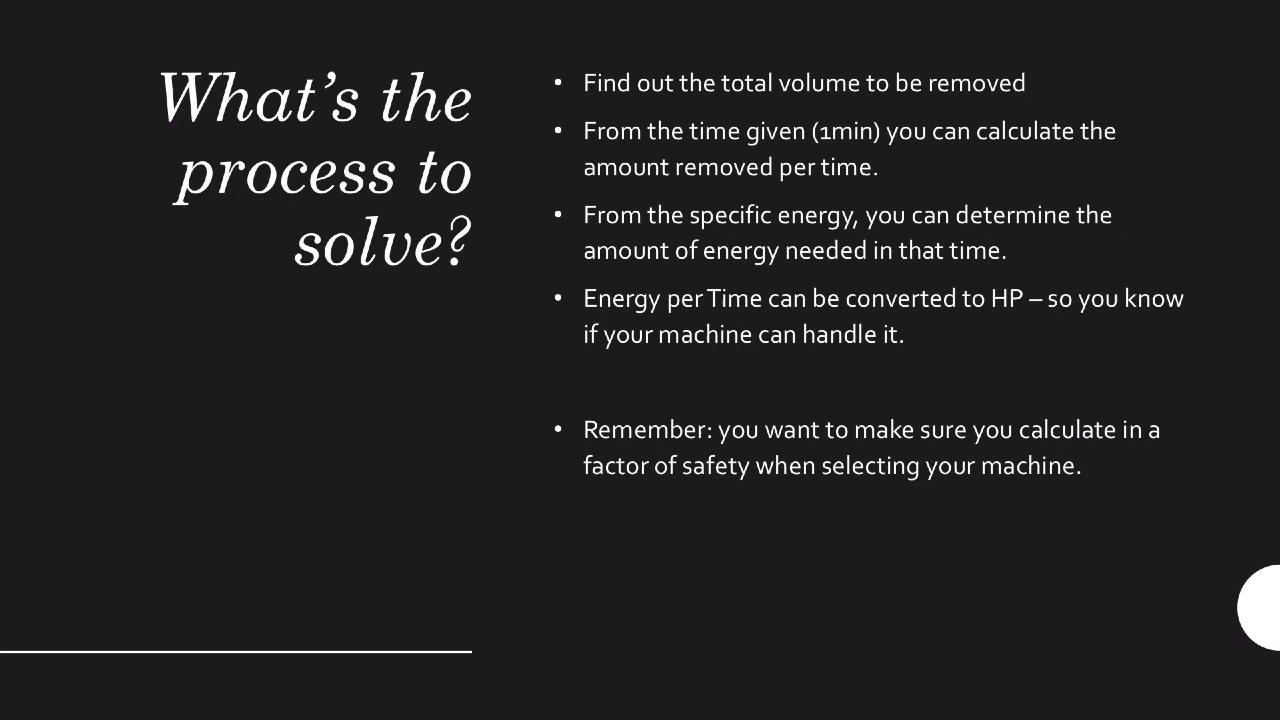 What's the
process to
solve?
• Find out the total volume to be removed
• From the time given (1min) you can calculate the
amount removed per time.
• From the specific energy, you can determine the
amount of energy needed in that time.
• Energy per Time can be converted to HP – so you know
if your machine can handle it.
• Remember: you want to make sure you calculate in a
factor of safety when selecting your machine.